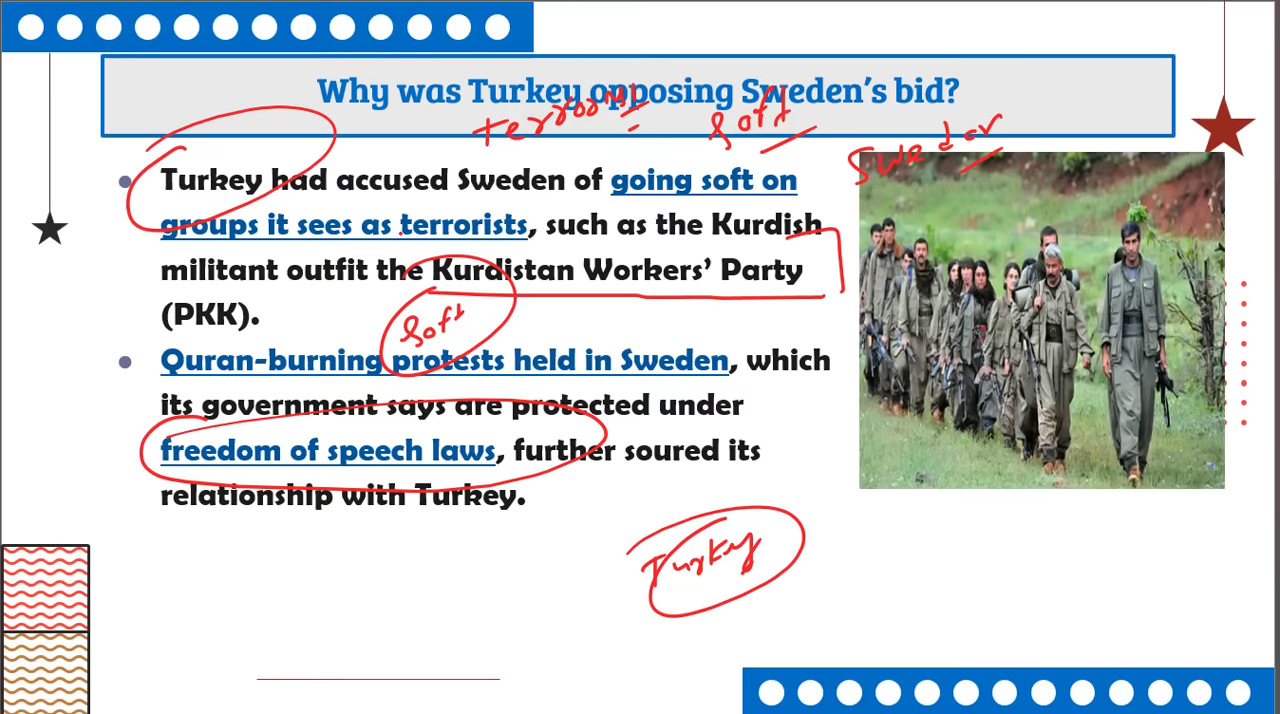 Why was Turkey opposing Sweden's bid?
Terrorist
Soft
Sweden
Turkey had accused Sweden of going soft on
groups it sees as terrorists, such as the Kurdish
militant outfit the Kurdistan Workers' Party
(PKK).
Soft
Quran-burning protests held in Sweden, which
its government says are protected under
freedom of speech laws, further soured its
relationship with Turkey.
Turkey